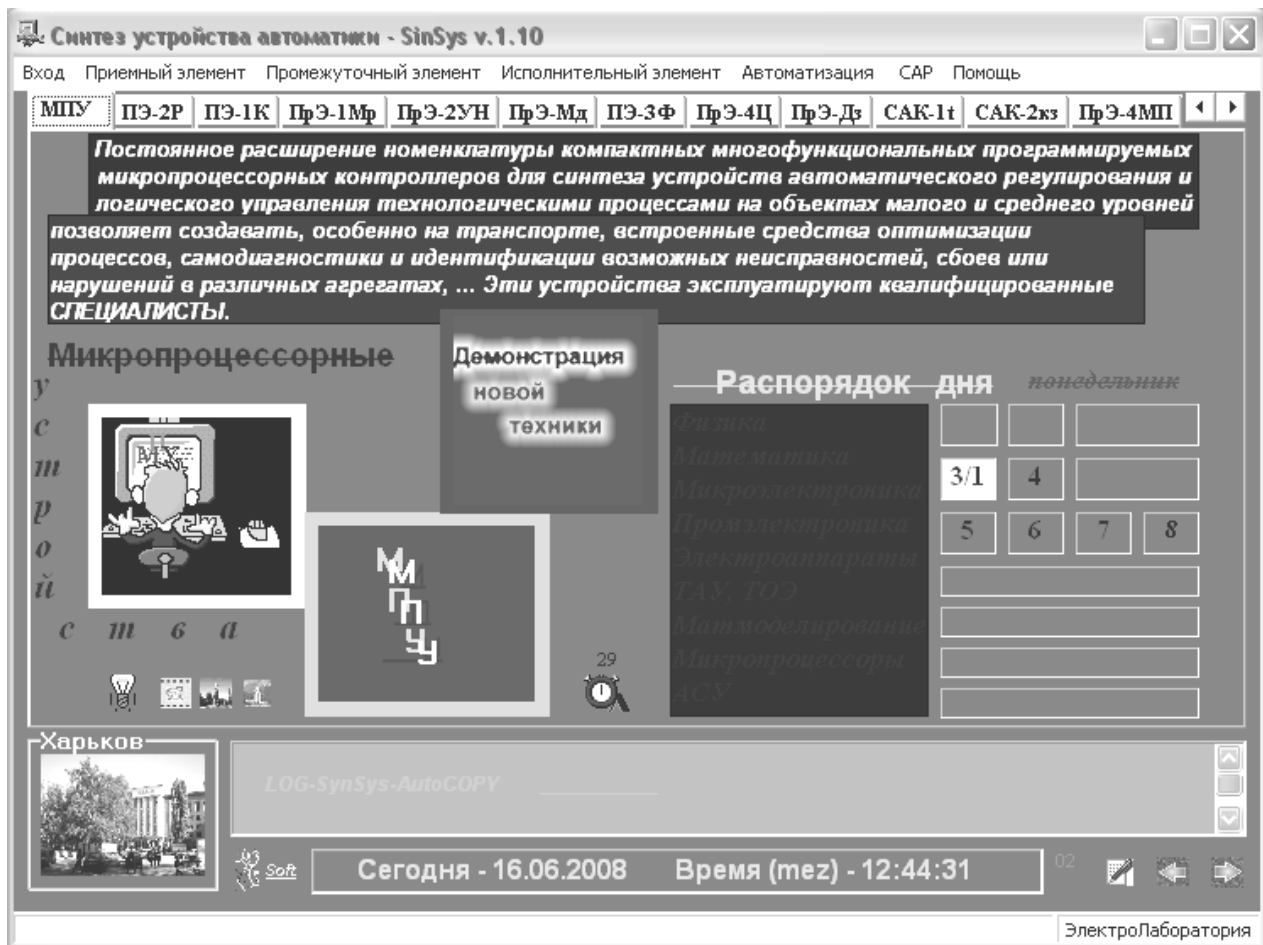 Синтез устройства автоматики - SinSys v.1.10
Вход Приемный элемент Промежуточный элемент Исполнительный элемент Автоматизация САР Помощь
МПУ ПЭ-2Р ПЭ-1К ПрЭ-1Мр ПрЭ-2УН ПрЭ-Мд ПЭ-3Ф ПрЭ-4Ц ПрЭ-Дз САК-1t САК-2кз ПрЭ-4МП
Постоянное расширение номенклатуры компактных многофункциональных программируемых
микропроцессорных контроллеров для синтеза устройств автоматического регулирования и
логического управления технологическими процессами на объектах малого и среднего уровней
позволяет создавать, особенно на транспорте, встроенные средства оптимизации
процессов, самодиагностики и идентификации возможных неисправностей, сбоев или
нарушений в различных агрегатах, ... Эти устройства эксплуатируют квалифицированные
СПЕЦИАЛИСТЫ.
Микропроцессорные
устройства
Демонстрация
новой
техники
МПУ
29
Распорядок дня понедельник
Физика
Математика
Микроэлектроника
Промэлектроника
Электроаппараты
ТАУ, ТОЭ
Матмоделирование
Микропроцессоры
АСУ
3/1 4
5 6 7 8
Харьков
LOG-SynSys-AutoCOPY
Soft
Сегодня - 16.06.2008 Время (mez) - 12:44:31
02
ЭлектроЛаборатория